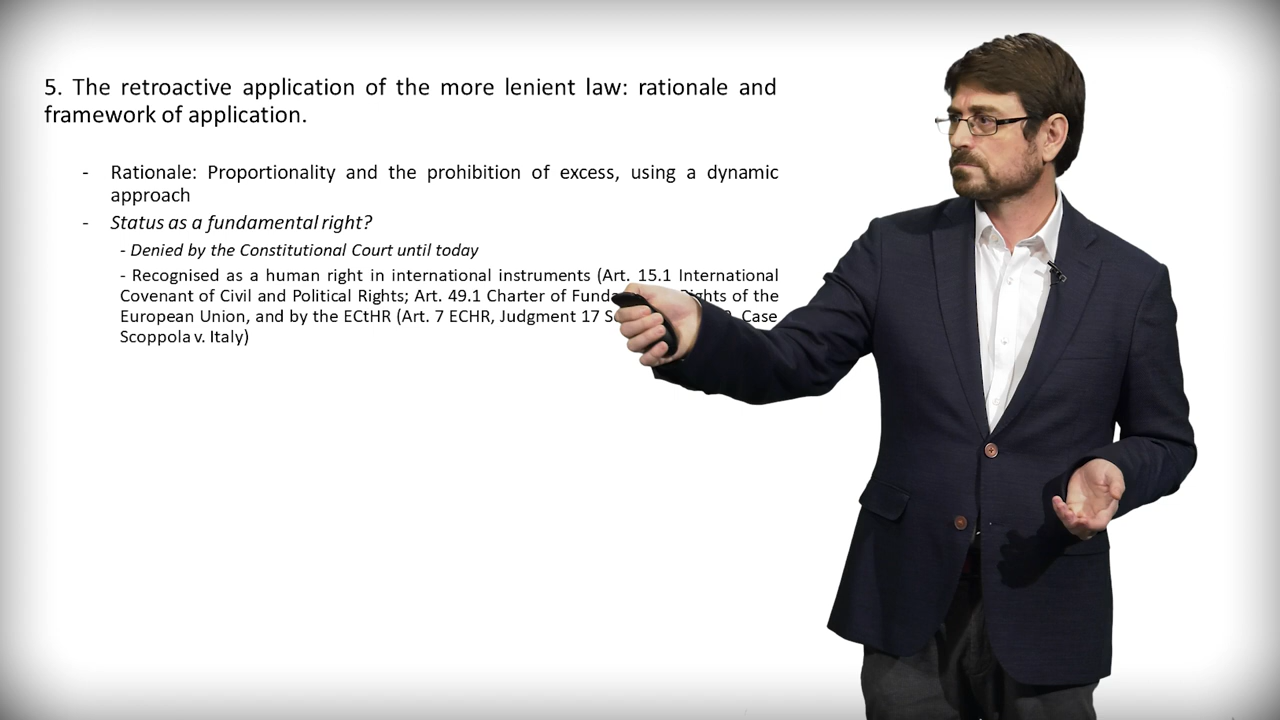 5. The retroactive application of the more lenient law: rationale and
framework of application.
- Rationale: Proportionality and the prohibition of excess, using a dynamic
approach
- Status as a fundamental right?
- Denied by the Constitutional Court until today
- Recognised as a human right in international instruments (Art. 15.1 International
Covenant of Civil and Political Rights; Art. 49.1 Charter of Rights of the
European Union, and by the ECtHR (Art. 7 ECHR, Judgment 17 Case
Scoppola v. Italy)